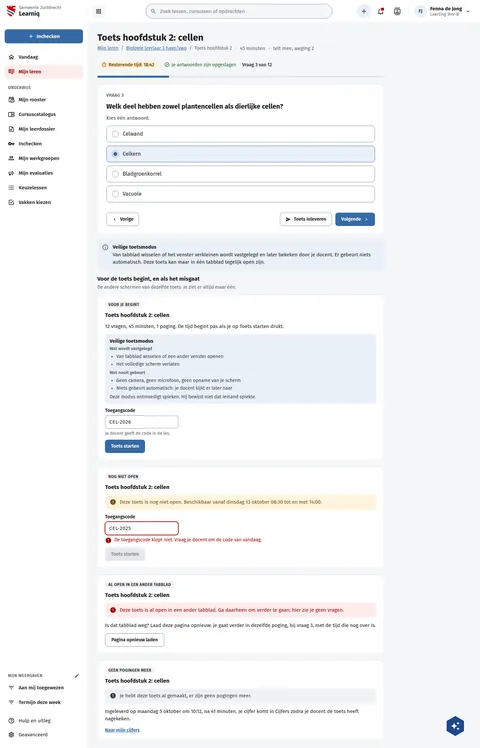 Gemeente Zuiddrecht
Learniq
Zoek lessen, cursussen of opdrachten
Fenna de Jong
Leerling 3hv-B
FJ
+ Inchecken
Vandaag
Mijn leren
ONDERWIJS
Mijn rooster
Cursuscatalogus
Mijn leerdossier
Inchecken
Mijn werkgroepen
Mijn evaluaties
Keuzelessen
Vakken kiezen
MIJN WEERGAVEN
Aan mij toegewezen
Termijn deze week
Hulp en uitleg
Geavanceerd
Toets hoofdstuk 2: cellen
Mijn leren / Biologie leerjaar 3 havo/vwo / Toets hoofdstuk 2 · 45 minuten · telt mee, weging 2
Resterende tijd: 18:42
Je antwoorden zijn opgeslagen
Vraag 3 van 12
VRAAG 3
Welk deel hebben zowel plantencellen als dierlijke cellen?
Kies één antwoord.
Celwand
Celkern
Bladgroenkorrel
Vacuole
Vorige
Toets inleveren
Volgende
Veilige toetsmodus
Van tabblad wisselen of het venster verkleinen wordt vastgelegd en later bekeken door je docent. Er gebeurt niets
automatisch. Deze toets kan maar in één tabblad tegelijk open zijn.
Voor de toets begint, en als het misgaat
De andere schermen van dezelfde toets. Je ziet er altijd maar één.
VOOR JE BEGINT
Toets hoofdstuk 2: cellen
12 vragen, 45 minuten, 1 poging. De tijd begint pas als je op Toets starten drukt.
Veilige toetsmodus
Wat wordt vastgelegd
Van tabblad wisselen of een ander venster openen
Het volledige scherm verlaten
Wat nooit gebeurt
Geen camera, geen microfoon, geen opname van je scherm
Niets gebeurt automatisch: je docent kijkt er later naar
Deze modus ontmoedigt spieken. Hij bewijst niet dat iemand spiekte.
Toegangscode
CEL-2026
Je docent geeft de code in de les.
Toets starten
NOG NIET OPEN
Toets hoofdstuk 2: cellen
Deze toets is nog niet open. Beschikbaar vanaf dinsdag 13 oktober 08:30 tot en met 14:00.
Toegangscode
CEL-2025
De toegangscode klopt niet. Vraag je docent om de code van vandaag.
Toets starten
AL OPEN IN EEN ANDER TABBLAD
Toets hoofdstuk 2: cellen
Deze toets is al open in een ander tabblad. Ga daarheen om verder te gaan; hier zie je geen vragen.
Is dat tabblad weg? Laad deze pagina opnieuw: je gaat verder in dezelfde poging, bij vraag 3, met de tijd die nog over is.
Pagina opnieuw laden
GEEN POGINGEN MEER
Toets hoofdstuk 2: cellen
Je hebt deze toets al gemaakt, er zijn geen pogingen meer.
Ingeleverd op maandag 5 oktober om 10:12, na 41 minuten. Je cijfer komt in Cijfers zodra je docent de toets heeft
nagekeken.
Naar mijn cijfers